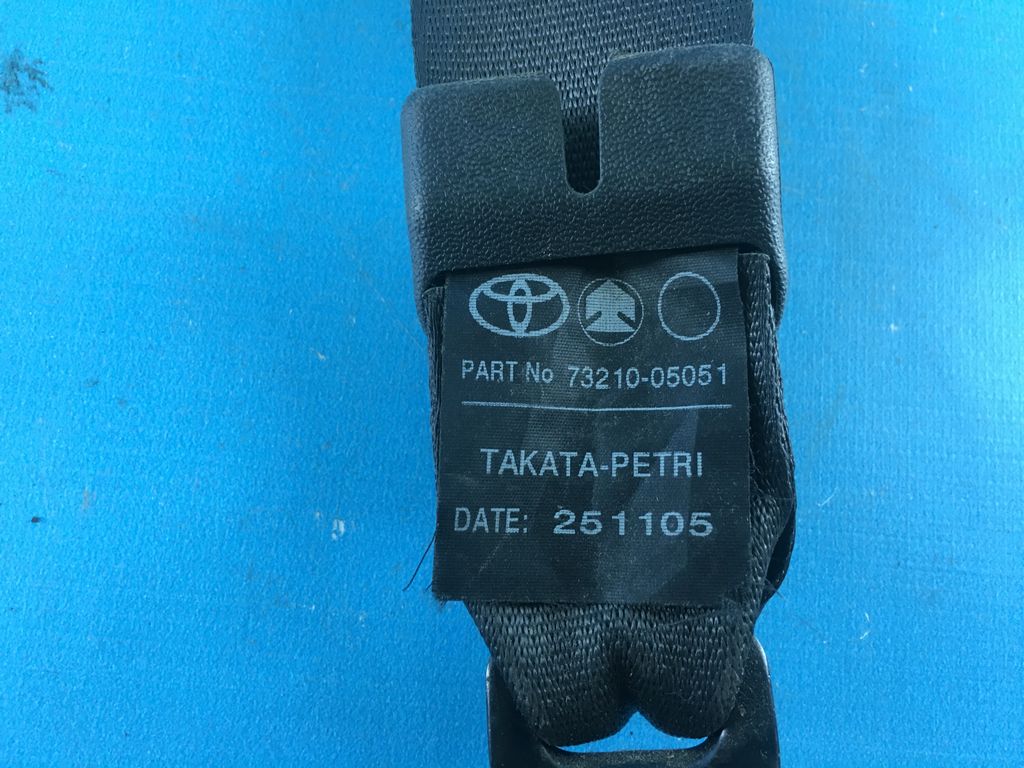 PART No 73210-05051
TAKATA-PETRI
DATE: 251105